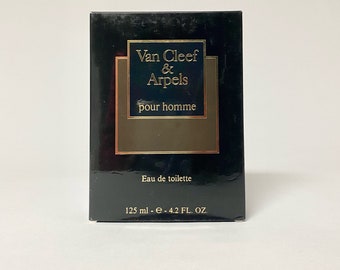 Van Cleef
&
Arpels
pour homme
Eau de toilette
125 ml - e - 4.2 FL. OZ